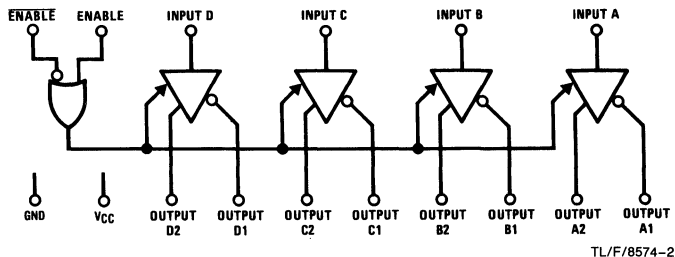 ENABLE ENABLE INPUT D INPUT C INPUT B INPUT A
GND VCC OUTPUT D2 OUTPUT D1 OUTPUT C2 OUTPUT C1 OUTPUT B2 OUTPUT B1 OUTPUT A2 OUTPUT A1
TL/F/8574–2